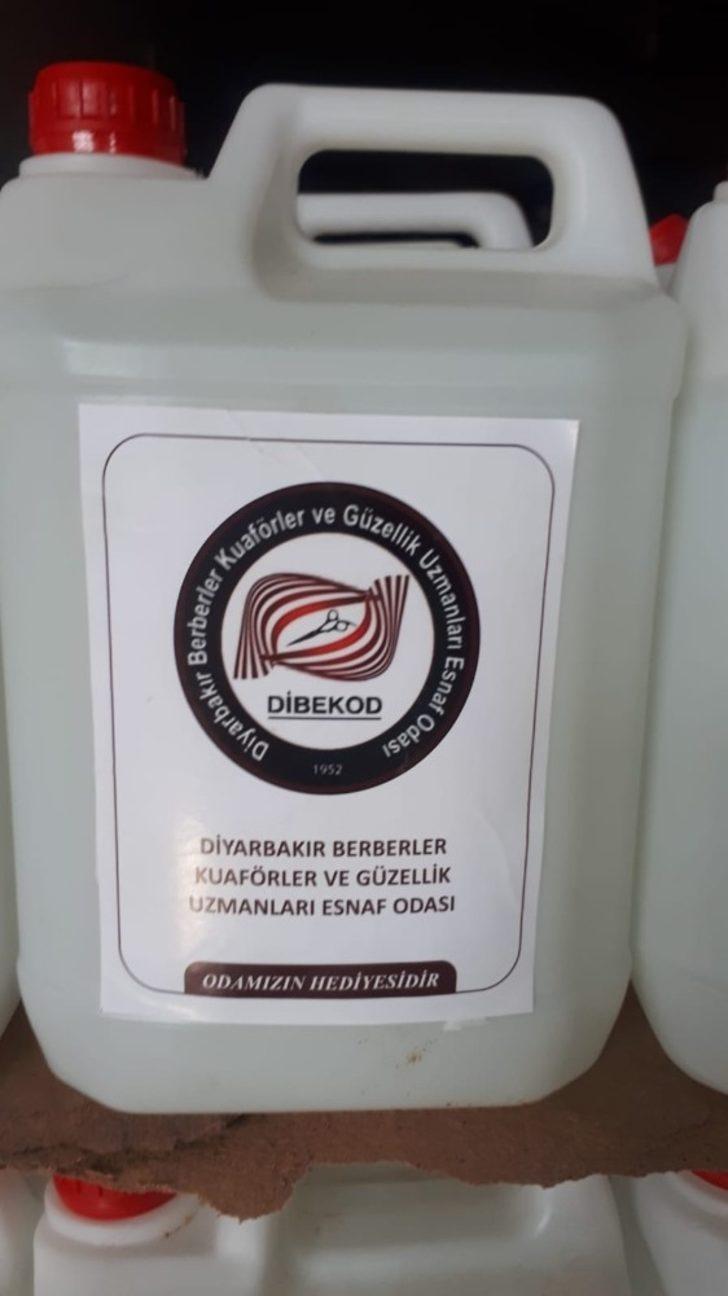 Diyarbakır Berberler Kuaförler ve Güzellik Uzmanları Esnaf Odası
DİBEKOD
1952
DİYARBAKIR BERBERLER
KUAFÖRLER VE GÜZELLİK
UZMANLARI ESNAF ODASI
ODAMIZIN HEDİYESİDİR